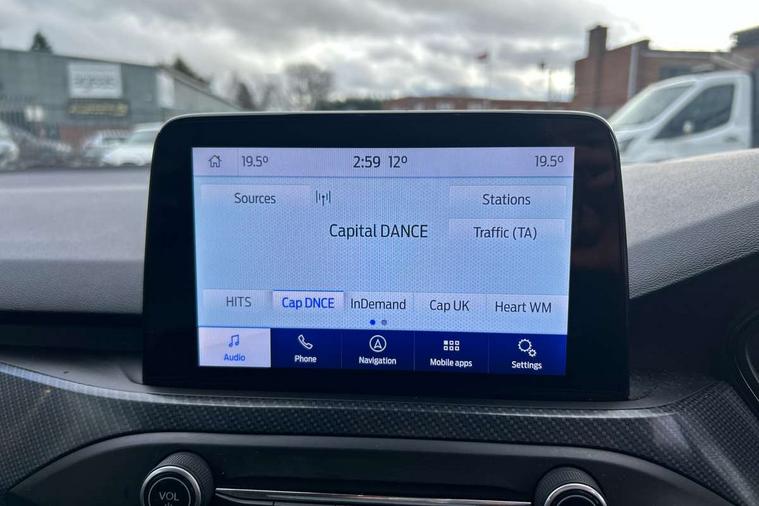 19.5° 2:59 12° 19.5°
Sources Stations
Capital DANCE Traffic (TA)
HITS Cap DNCE InDemand Cap UK Heart WM
Audio Phone Navigation Mobile apps Settings
VOL